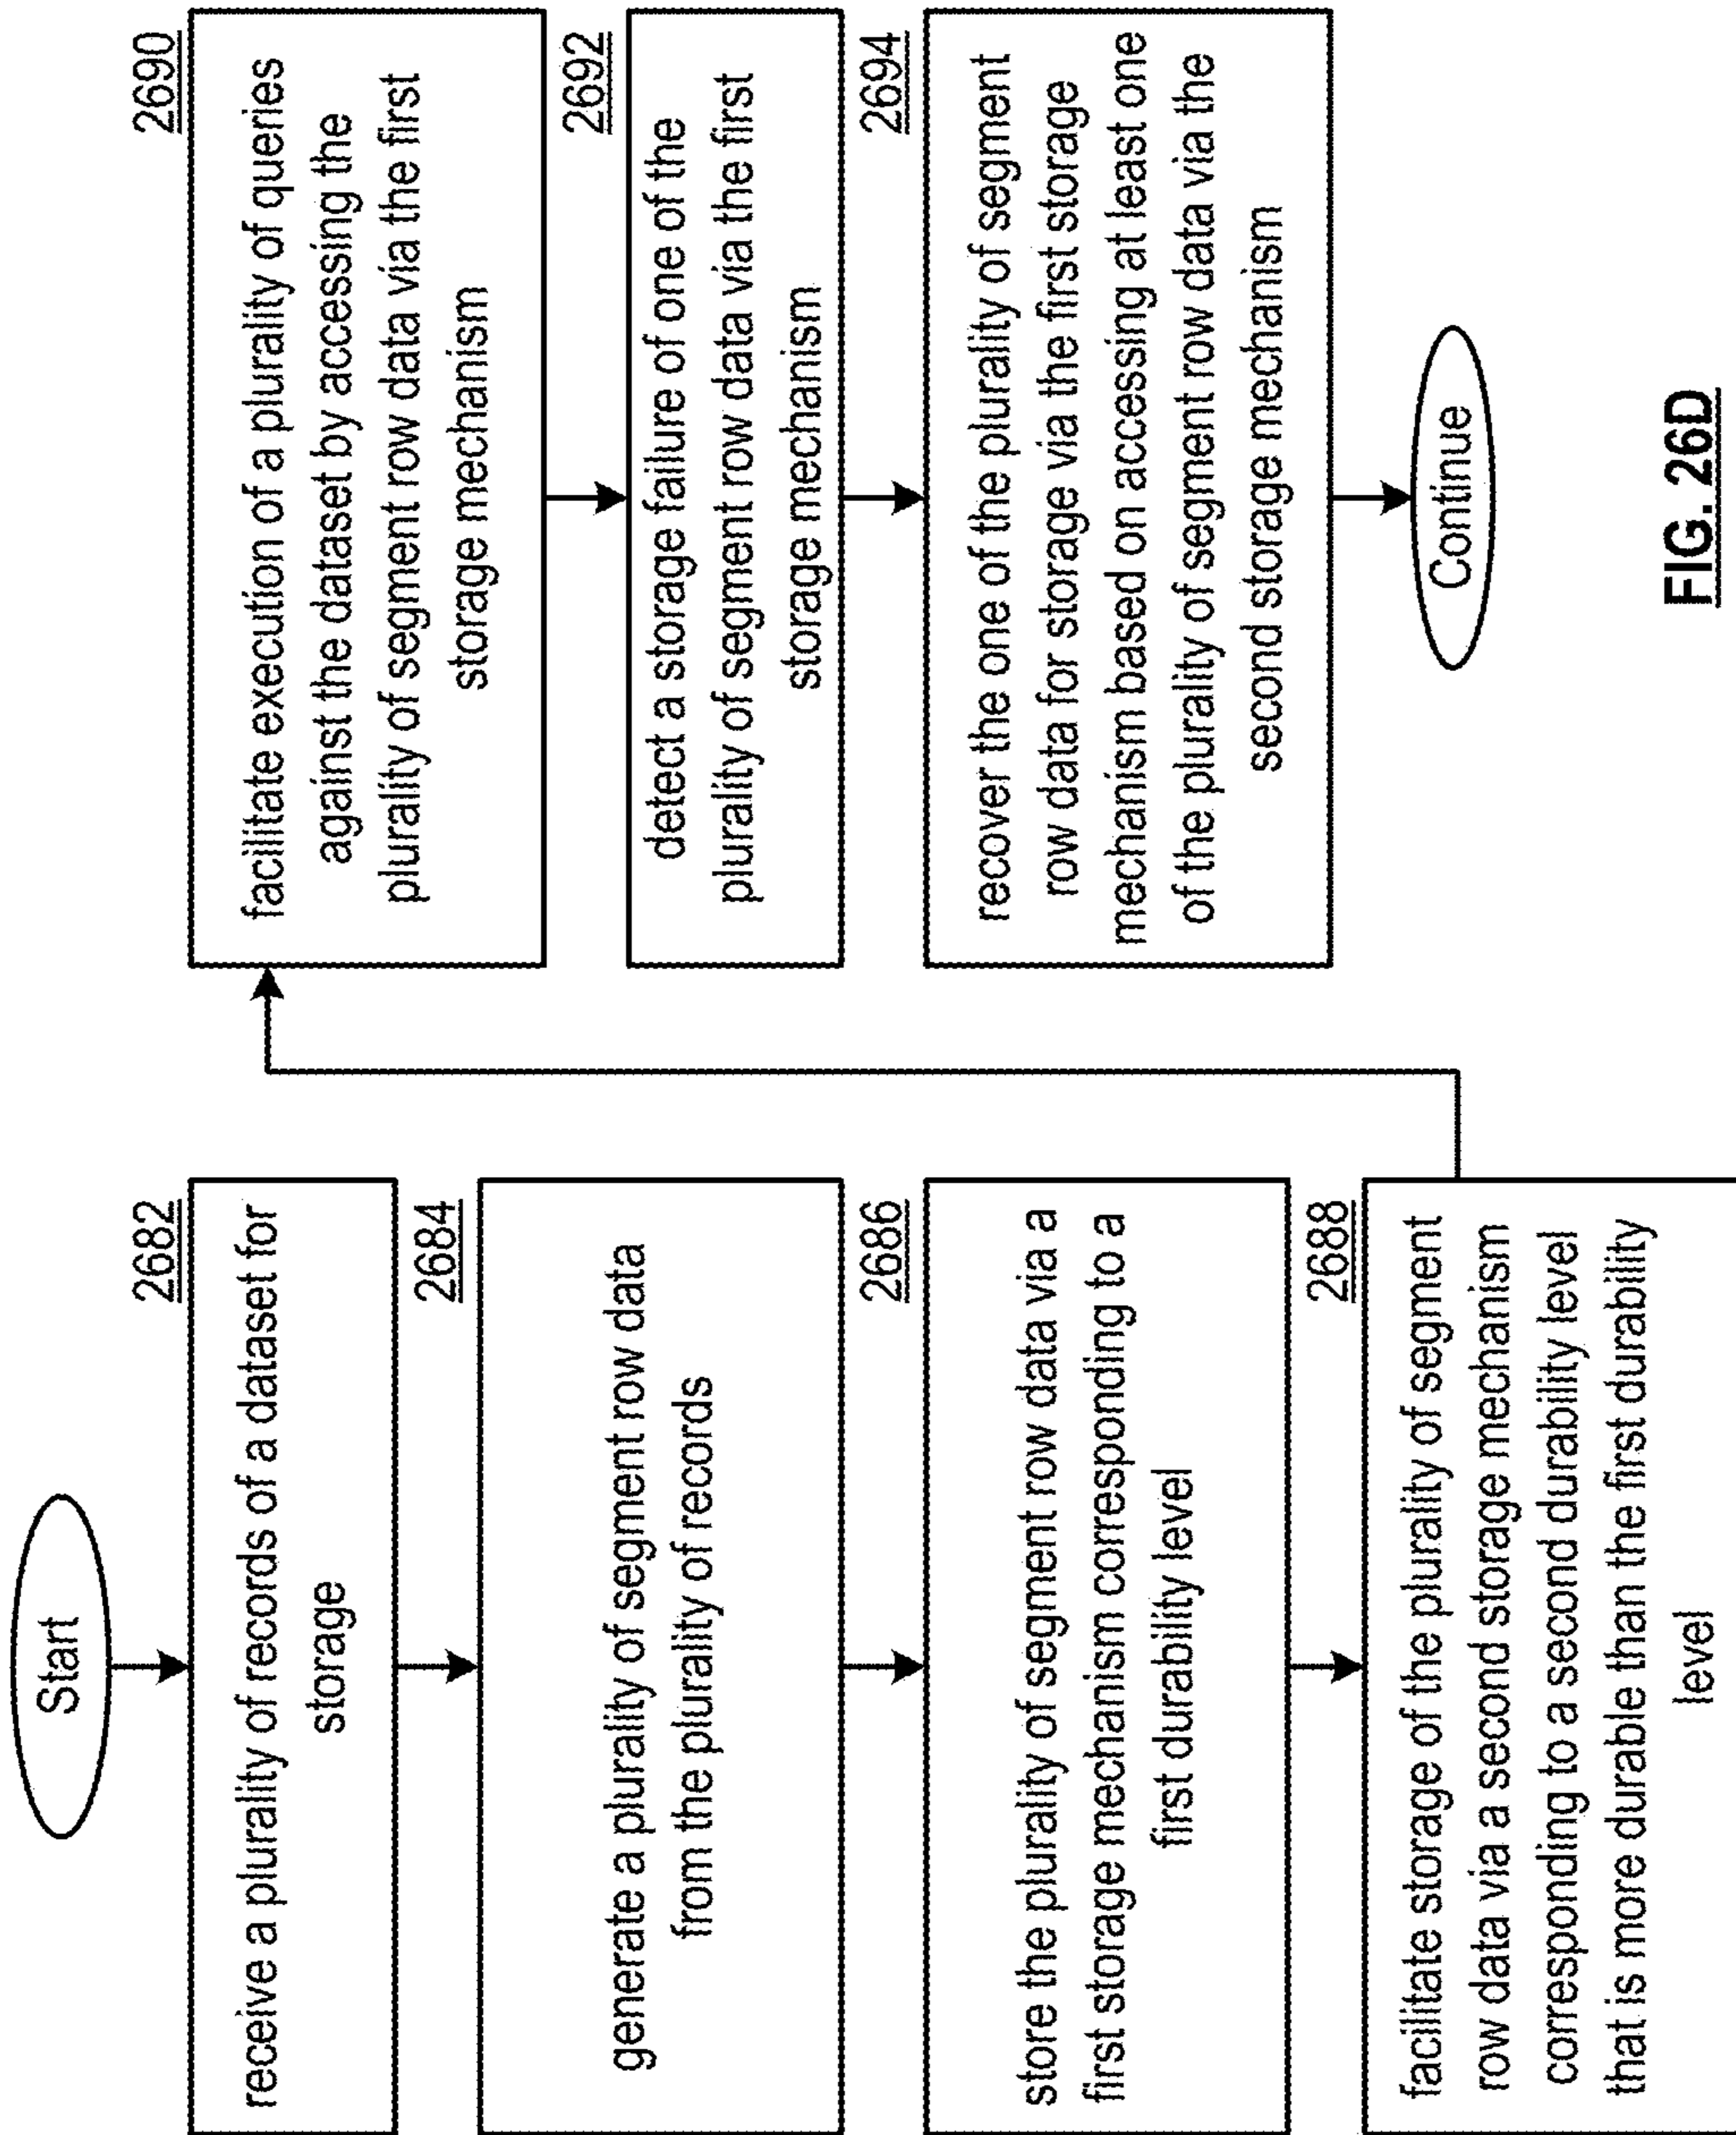 Start
2682
receive a plurality of records of a dataset for
storage
2684
generate a plurality of segment row data
from the plurality of records
2686
store the plurality of segment row data via a
first storage mechanism corresponding to a
first durability level
2688
facilitate storage of the plurality of segment
row data via a second storage mechanism
corresponding to a second durability level
that is more durable than the first durability
level
2690
facilitate execution of a plurality of queries
against the dataset by accessing the
plurality of segment row data via the first
storage mechanism
2692
detect a storage failure of one of the
plurality of segment row data via the first
storage mechanism
2694
recover the one of the plurality of segment
row data for storage via the first storage
mechanism based on accessing at least one
of the plurality of segment row data via the
second storage mechanism
Continue
FIG. 26D